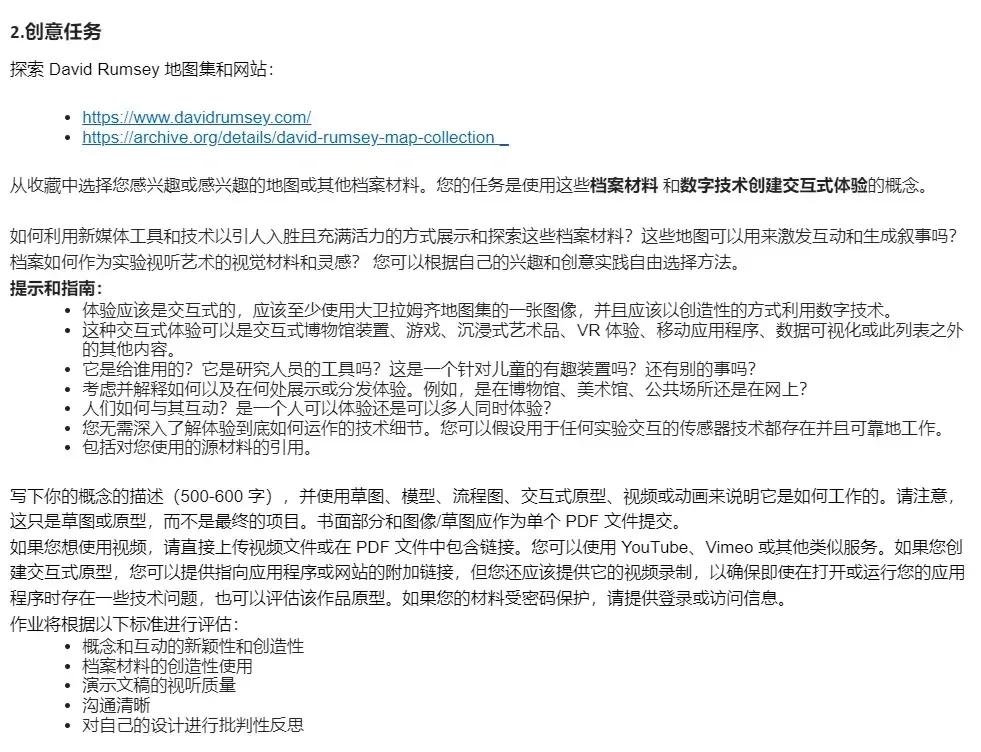 2.创意任务
探索 David Rumsey 地图集和网站：
• https://www.davidrumsey.com/
• https://archive.org/details/david-rumsey-map-collection _
从收藏中选择您感兴趣或感兴趣的地图或其他档案材料。您的任务是使用这些档案材料 和数字技术创建交互式体验的概念。
如何利用新媒体工具和技术以引人入胜且充满活力的方式展示和探索这些档案材料？这些地图可以用来激发互动和生成叙事吗？
档案如何作为实验视听艺术的视觉材料和灵感？ 您可以根据自己的兴趣和创意实践自由选择方法。
提示和指南：
• 体验应该是交互式的，应该至少使用大卫拉姆齐地图集的一张图像，并且应该以创造性的方式利用数字技术。
• 这种交互式体验可以是交互式博物馆装置、游戏、沉浸式艺术品、VR 体验、移动应用程序、数据可视化或此列表之外
的其他内容。
• 它是给谁用的？它是研究人员的工具吗？这是一个针对儿童的有趣装置吗？还有别的事吗？
• 考虑并解释如何以及在何处展示或分发体验。例如，是在博物馆、美术馆、公共场所还是在网上？
• 人们如何与其互动？是一个人可以体验还是可以多人同时体验？
• 您无需深入了解体验到底如何运作的技术细节。您可以假设用于任何实验交互的传感器技术都存在并且可靠地工作。
• 包括对您使用的源材料的引用。
写下你的概念的描述（500-600 字），并使用草图、模型、流程图、交互式原型、视频或动画来说明它是如何工作的。请注意，
这只是草图或原型，而不是最终的项目。书面部分和图像/草图应作为单个 PDF 文件提交。
如果您想使用视频，请直接上传视频文件或在 PDF 文件中包含链接。您可以使用 YouTube、Vimeo 或其他类似服务。如果您创
建交互式原型，您可以提供指向应用程序或网站的附加链接，但您还应该提供它的视频录制，以确保即使在打开或运行您的应用
程序时存在一些技术问题，也可以评估该作品原型。如果您的材料受密码保护，请提供登录或访问信息。
作业将根据以下标准进行评估：
• 概念和互动的新颖性和创造性
• 档案材料的创造性使用
• 演示文稿的视听质量
• 沟通清晰
• 对自己的设计进行批判性反思